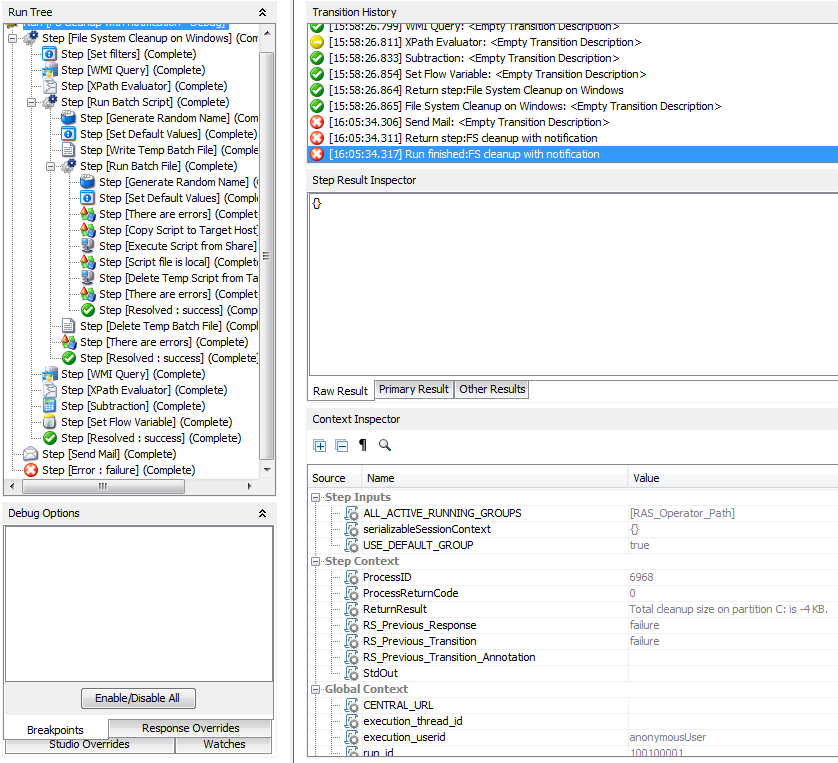 Run Tree
Run [FS cleanup with notification - Debug]
Step [File System Cleanup on Windows] (Com
Step [Set filters] (Complete)
Step [WMI Query] (Complete)
Step [XPath Evaluator] (Complete)
Step [Run Batch Script] (Complete)
Step [Generate Random Name] (Com
Step [Set Default Values] (Complete)
Step [Write Temp Batch File] (Comple
Step [Run Batch File] (Complete)
Step [Generate Random Name] (
Step [Set Default Values] (Compl
Step [There are errors] (Complet
Step [Copy Script to Target Host]
Step [Execute Script from Share]
Step [Script file is local] (Complet
Step [Delete Temp Script from Ta
Step [There are errors] (Complet
Step [Resolved : success] (Compl
Step [Delete Temp Batch File] (Compl
Step [There are errors] (Complete)
Step [Resolved : success] (Complete)
Step [WMI Query] (Complete)
Step [XPath Evaluator] (Complete)
Step [Subtraction] (Complete)
Step [Set Flow Variable] (Complete)
Step [Resolved : success] (Complete)
Step [Send Mail] (Complete)
Step [Error : failure] (Complete)
Debug Options
Enable/Disable All
Breakpoints
Response Overrides
Studio Overrides
Watches
Transition History
[15:58:26.799] WMI Query: <Empty Transition Description>
[15:58:26.811] XPath Evaluator: <Empty Transition Description>
[15:58:26.833] Subtraction: <Empty Transition Description>
[15:58:26.854] Set Flow Variable: <Empty Transition Description>
[15:58:26.864] Return step:File System Cleanup on Windows
[15:58:26.865] File System Cleanup on Windows: <Empty Transition Description>
[16:05:34.306] Send Mail: <Empty Transition Description>
[16:05:34.311] Return step:FS cleanup with notification
[16:05:34.317] Run finished:FS cleanup with notification
Step Result Inspector
{}
Raw Result
Primary Result
Other Results
Context Inspector
Source Name Value
Step Inputs
ALL_ACTIVE_RUNNING_GROUPS [RAS_Operator_Path]
serializableSessionContext {}
USE_DEFAULT_GROUP true
Step Context
ProcessID 6968
ProcessReturnCode 0
ReturnResult Total cleanup size on partition C: is -4 KB.
RS_Previous_Response failure
RS_Previous_Transition failure
RS_Previous_Transition_Annotation
StdOut
Global Context
CENTRAL_URL
execution_thread_id
execution_userid anonymousUser
run_id 100100001